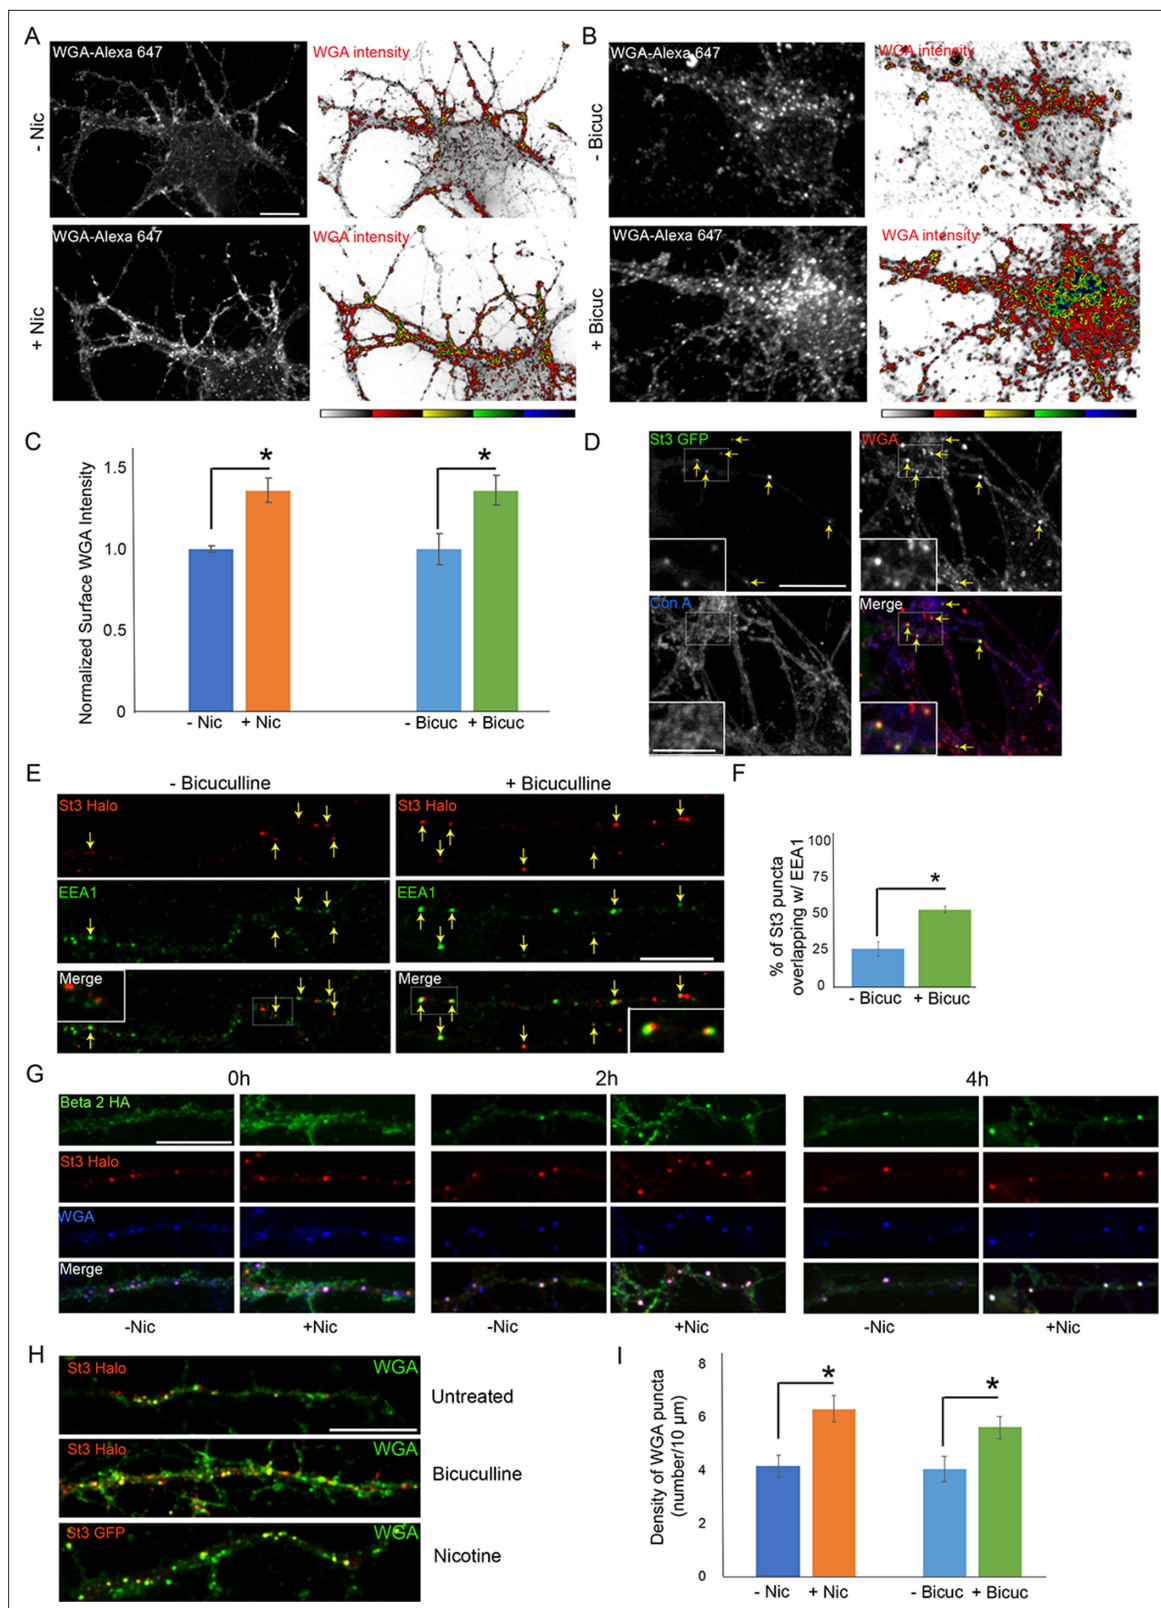 A
WGA-Alexa 647
WGA intensity
- Nic
WGA-Alexa 647
WGA intensity
+ Nic
B
WGA-Alexa 647
WGA intensity
- Bicuc
WGA-Alexa 647
WGA intensity
+ Bicuc
C
Normalized Surface WGA Intensity
1.5
1.0
0.5
0
*
*
- Nic
+ Nic
- Bicuc
+ Bicuc
D
St3 GFP
WGA
Con A
Merge
E
- Bicuculline
+ Bicuculline
St3 Halo
St3 Halo
EEA1
EEA1
Merge
Merge
F
% of St3 puncta
overlapping w/ EEA1
100
75
50
25
0
*
- Bicuc
+ Bicuc
G
0h
2h
4h
Beta 2 HA
St3 Halo
WGA
Merge
-Nic
+Nic
-Nic
+Nic
-Nic
+Nic
H
St3 Halo
WGA
Untreated
St3 Halo
WGA
Bicuculline
St3 GFP
WGA
Nicotine
I
Density of WGA puncta
(number/10 µm)
8
6
4
2
0
*
*
- Nic
+ Nic
- Bicuc
+ Bicuc